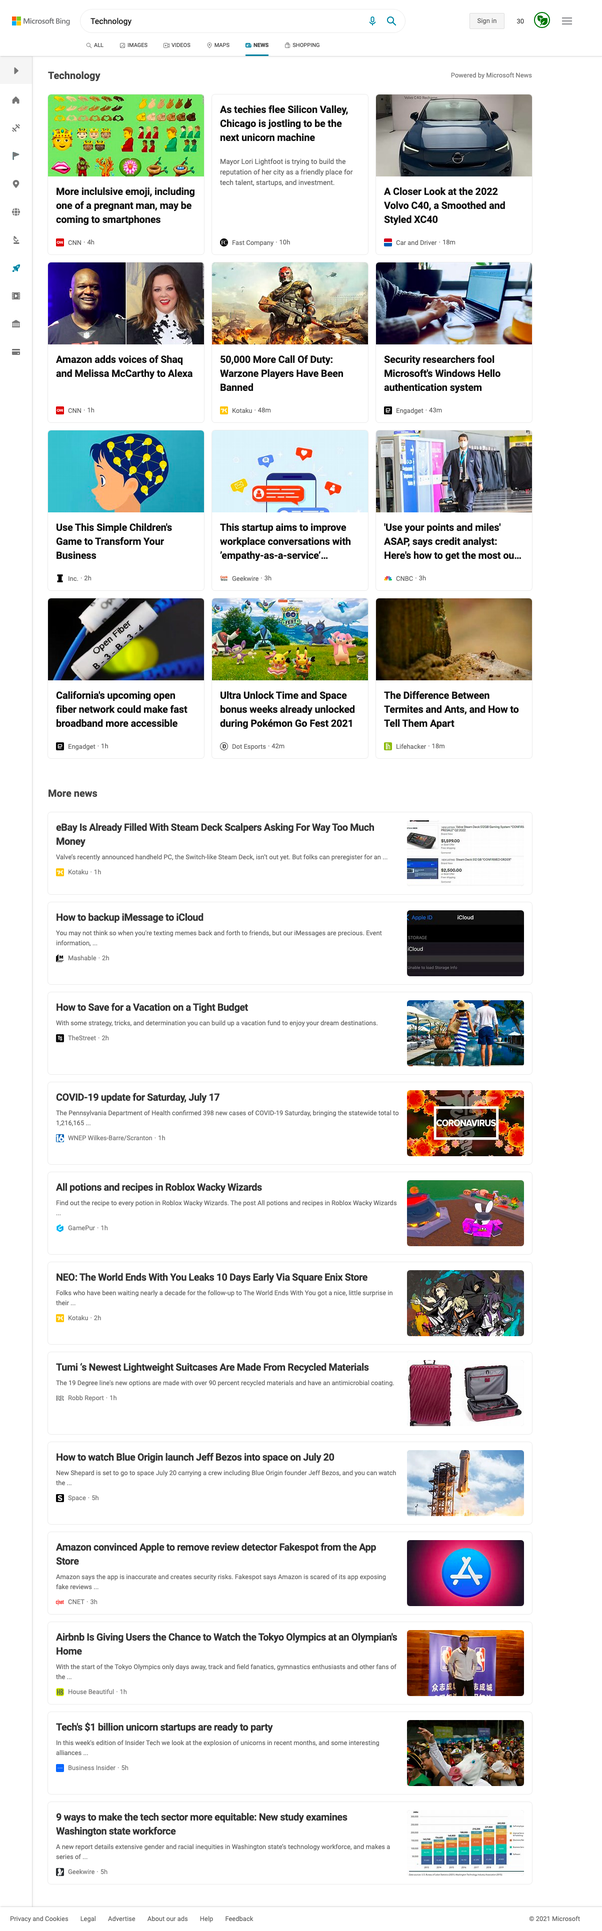 Microsoft Bing
Technology
Sign in
30
ALL
IMAGES
VIDEOS
MAPS
NEWS
SHOPPING
Technology
Powered by Microsoft News
More inclulsive emoji, including
one of a pregnant man, may be
coming to smartphones
CNN · 4h
As techies flee Silicon Valley,
Chicago is jostling to be the
next unicorn machine
Mayor Lori Lightfoot is trying to build the
reputation of her city as a friendly place for
tech talent, startups, and investment.
Fast Company · 10h
A Closer Look at the 2022
Volvo C40, a Smoothed and
Styled XC40
Car and Driver · 18m
Amazon adds voices of Shaq
and Melissa McCarthy to Alexa
CNN · 1h
50,000 More Call Of Duty:
Warzone Players Have Been
Banned
Kotaku · 48m
Security researchers fool
Microsoft's Windows Hello
authentication system
Engadget · 43m
Use This Simple Children's
Game to Transform Your
Business
Inc. · 2h
This startup aims to improve
workplace conversations with
'empathy-as-a-service'...
Geekwire · 3h
'Use your points and miles'
ASAP, says credit analyst:
Here's how to get the most ou...
CNBC · 3h
Open Fiber
B - 3 - 3 - 4
California's upcoming open
fiber network could make fast
broadband more accessible
Engadget · 1h
Ultra Unlock Time and Space
bonus weeks already unlocked
during Pokémon Go Fest 2021
Dot Esports · 42m
The Difference Between
Termites and Ants, and How to
Tell Them Apart
Lifehacker · 18m
More news
eBay Is Already Filled With Steam Deck Scalpers Asking For Way Too Much
Money
Valve's recently announced handheld PC, the Switch-like Steam Deck, isn't out yet. But folks can preregister for an ...
Kotaku · 1h
$1,699.00
$2,500.00
How to backup iMessage to iCloud
You may not think so when you're texting memes back and forth to friends, but our iMessages are precious. Event
information, ...
Mashable · 2h
Apple ID
iCloud
STORAGE
iCloud
Unable to load Storage Info
How to Save for a Vacation on a Tight Budget
With some strategy, tricks, and determination you can build up a vacation fund to enjoy your dream destinations.
TheStreet · 2h
COVID-19 update for Saturday, July 17
The Pennsylvania Department of Health confirmed 398 new cases of COVID-19 Saturday, bringing the statewide total to
1,216,165 ...
WNEP Wilkes-Barre/Scranton · 1h
CORONAVIRUS
All potions and recipes in Roblox Wacky Wizards
Find out the recipe to every potion in Roblox Wacky Wizards. The post All potions and recipes in Roblox Wacky Wizards
...
GamePur · 1h
NEO: The World Ends With You Leaks 10 Days Early Via Square Enix Store
Folks who have been waiting nearly a decade for the follow-up to The World Ends With You got a nice, little surprise in
their ...
Kotaku · 2h
Tumi 's Newest Lightweight Suitcases Are Made From Recycled Materials
The 19 Degree line's new options are made with over 90 percent recycled materials and have an antimicrobial coating.
Robb Report · 1h
How to watch Blue Origin launch Jeff Bezos into space on July 20
New Shepard is set to go to space July 20 carrying a crew including Blue Origin founder Jeff Bezos, and you can watch
the ...
Space · 5h
Amazon convinced Apple to remove review detector Fakespot from the App
Store
Amazon says the app is inaccurate and creates security risks. Fakespot says Amazon is scared of its app exposing
fake reviews ...
CNET · 3h
Airbnb Is Giving Users the Chance to Watch the Tokyo Olympics at an Olympian's
Home
With the start of the Tokyo Olympics only days away, track and field fanatics, gymnastics enthusiasts and other fans of
the ...
House Beautiful · 1h
Tech's $1 billion unicorn startups are ready to party
In this week's edition of Insider Tech we look at the explosion of unicorns in recent months, and some interesting
alliances ...
Business Insider · 5h
9 ways to make the tech sector more equitable: New study examines
Washington state workforce
A new report details extensive gender and racial inequities in Washington state's technology workforce, and makes a
series of ...
Geekwire · 5h
Privacy and Cookies
Legal
Advertise
About our ads
Help
Feedback
© 2021 Microsoft